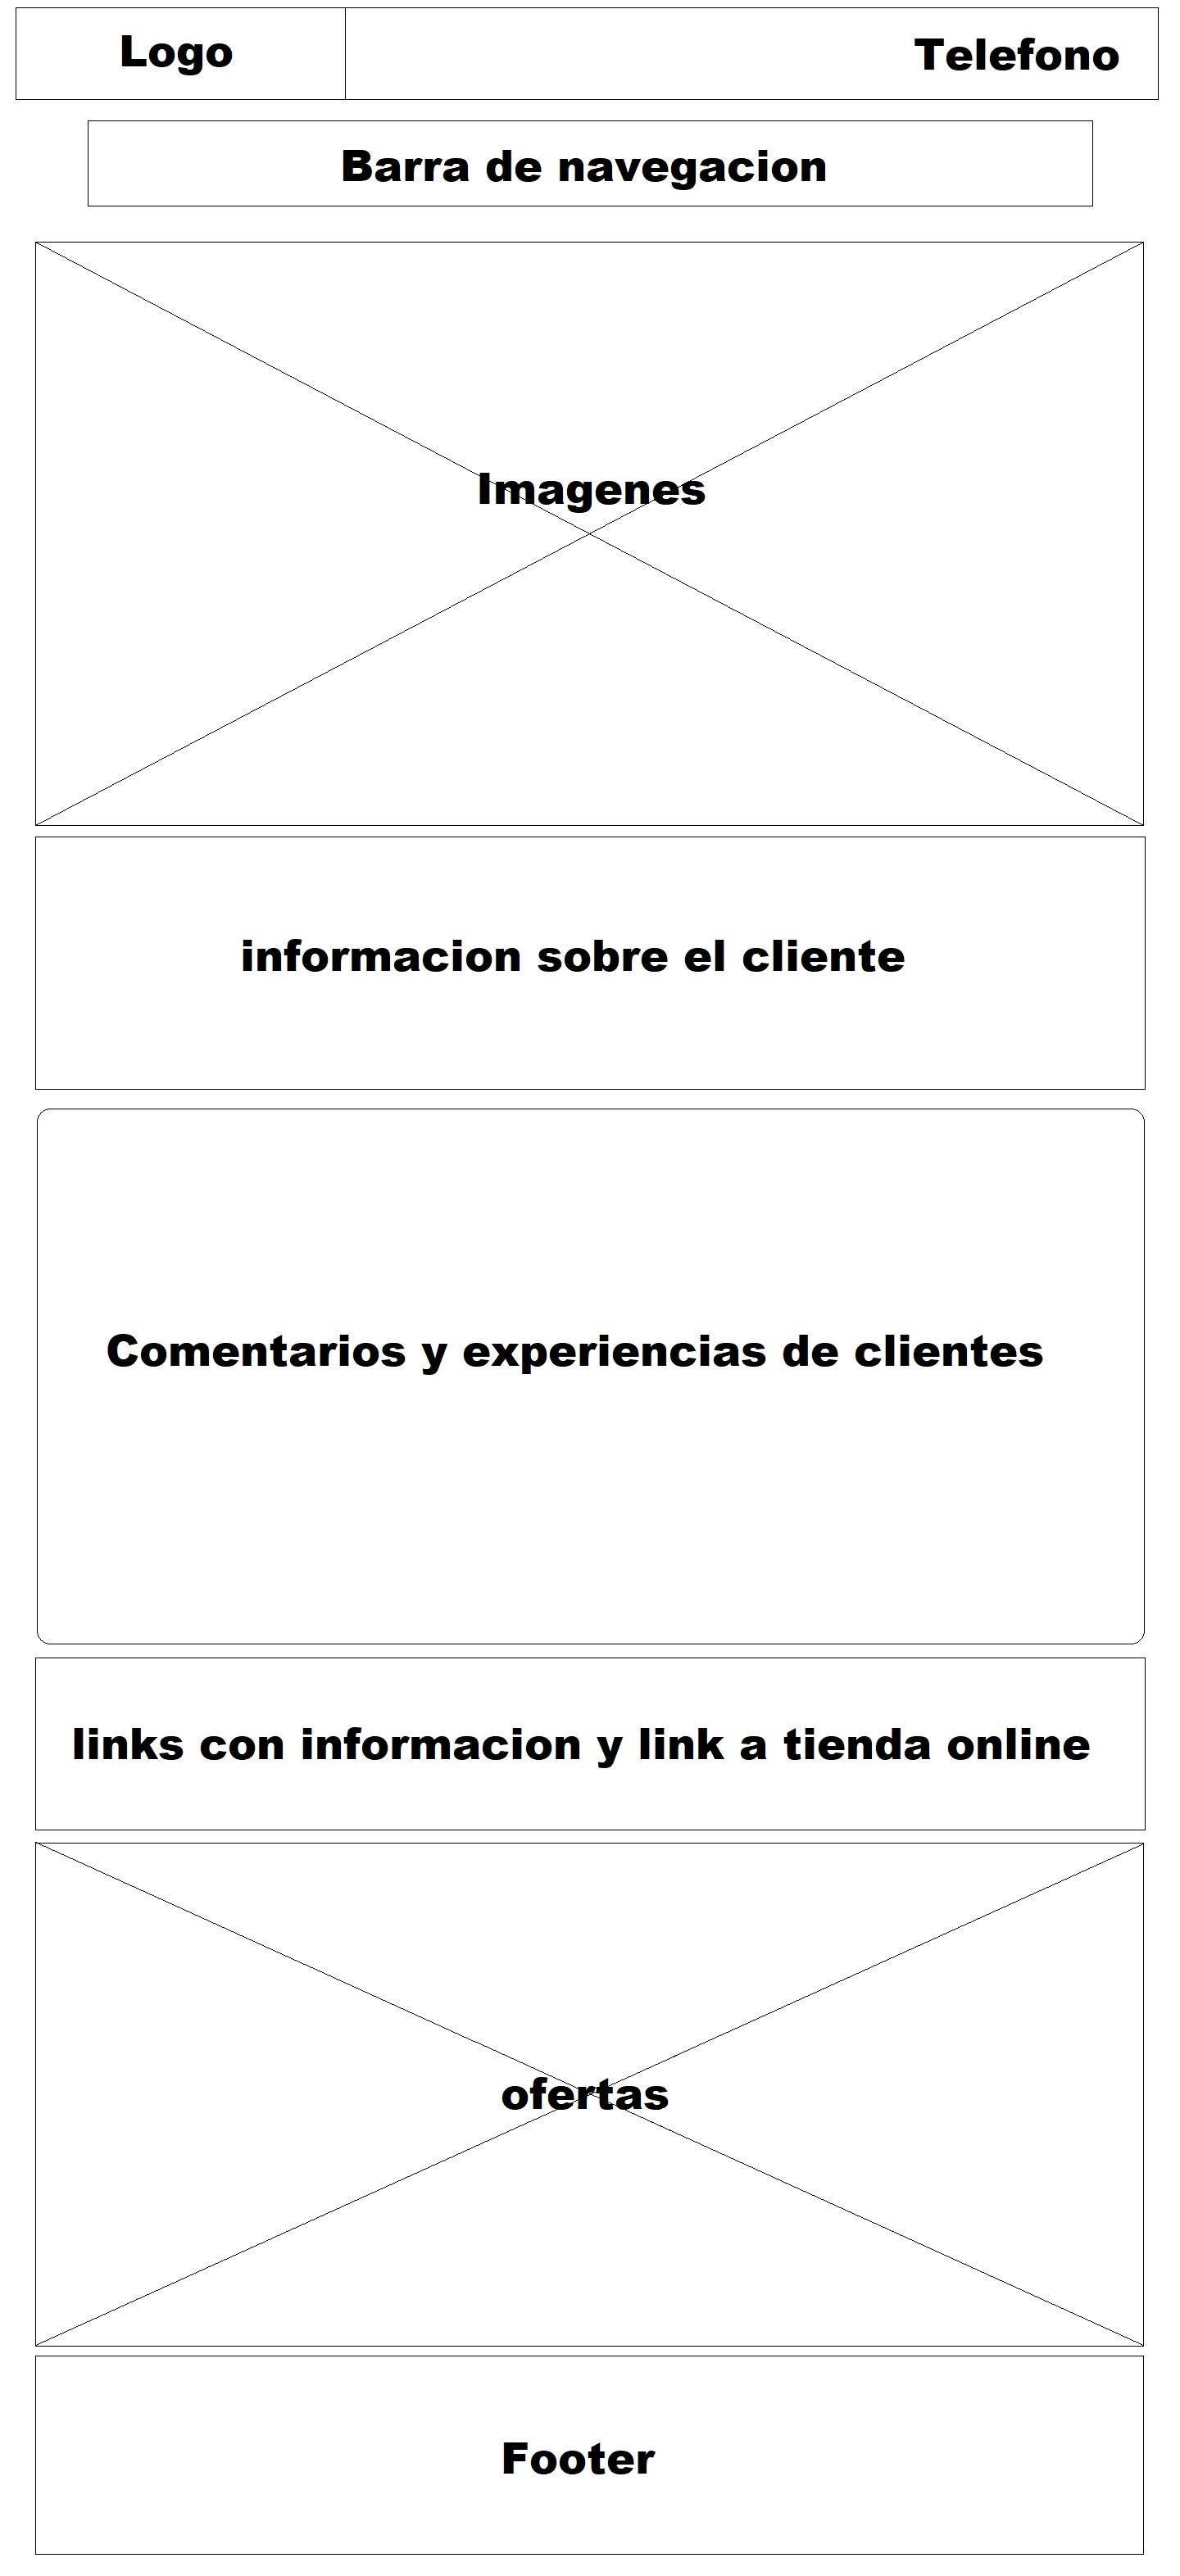 Logo
Telefono
Barra de navegacion
Imagenes
informacion sobre el cliente
Comentarios y experiencias de clientes
links con informacion y link a tienda online
ofertas
Footer